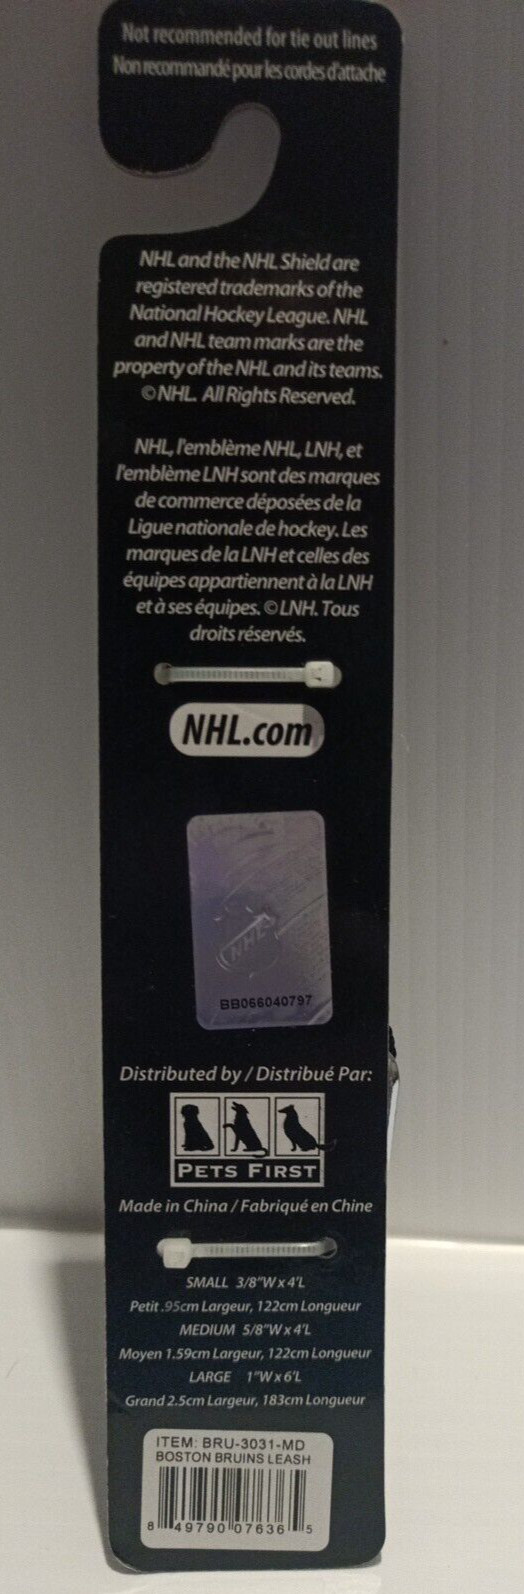 Not recommended for tie out lines
Non recommandé pour les cordes d'attache
NHL and the NHL Shield are
registered trademarks of the
National Hockey League. NHL
and NHL team marks are the
property of the NHL and its teams.
© NHL. All Rights Reserved.
NHL, l'emblème NHL, LNH, et
l'emblème LNH sont des marques
de commerce déposées de la
Ligue nationale de hockey. Les
marques de la LNH et celles des
équipes appartiennent à la LNH
et à ses équipes. © LNH. Tous
droits réservés.
NHL.com
NHL
BB066040797
Distributed by / Distribué Par:
PETS FIRST
Made in China / Fabriqué en Chine
SMALL 3/8"W x 4'L
Petit .95cm Largeur, 122cm Longueur
MEDIUM 5/8"W x 4'L
Moyen 1.59cm Largeur, 122cm Longueur
LARGE 1"W x 6'L
Grand 2.5cm Largeur, 183cm Longueur
ITEM: BRU-3031-MD
BOSTON BRUINS LEASH
8 49790 07636 5